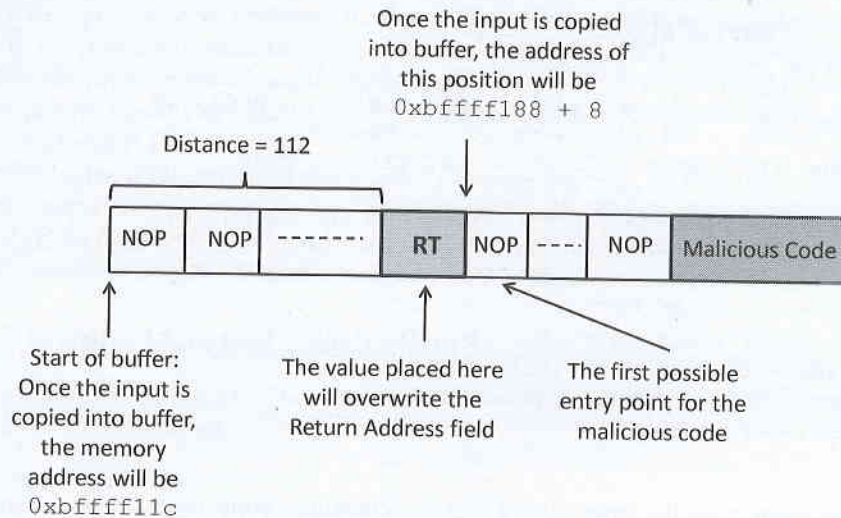 Once the input is copied
into buffer, the address of
this position will be
0xbffff188 + 8
Distance = 112
NOP NOP RT NOP NOP Malicious Code
Start of buffer:
Once the input is
copied into buffer,
the memory
address will be
0xbffff11c
The value placed here
will overwrite the
Return Address field
The first possible
entry point for the
malicious code